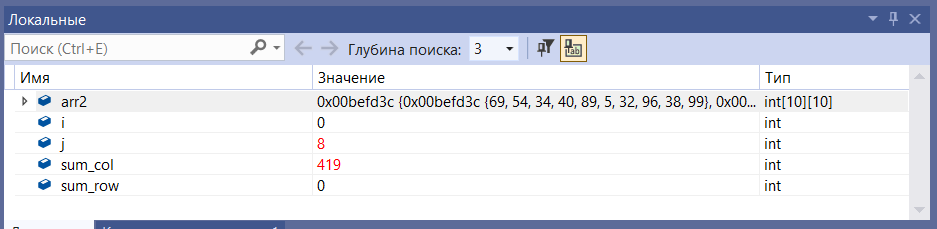 Локальные
Поиск (Ctrl+E) Глубина поиска: 3
Имя Значение Тип
arr2 0x00befd3c {0x00befd3c {69, 54, 34, 40, 89, 5, 32, 96, 38, 99}, 0x00... int[10][10]
i 0 int
j 8 int
sum_col 419 int
sum_row 0 int